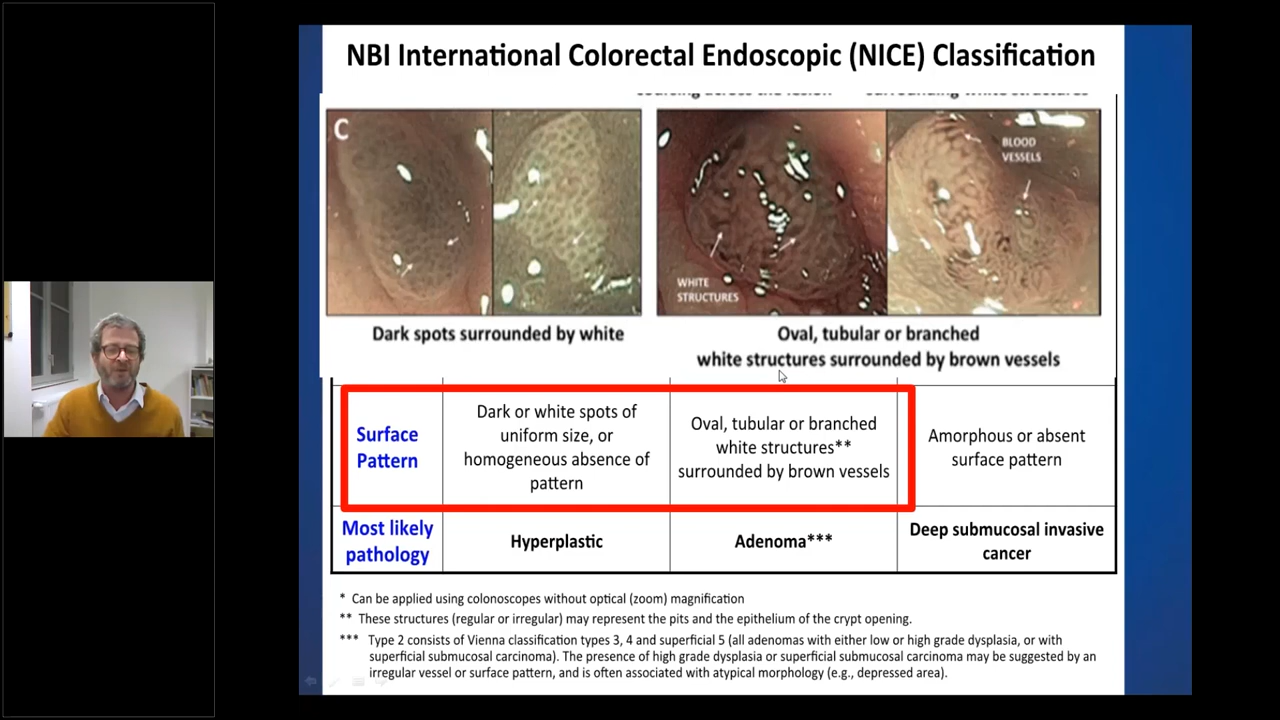 NBI International Colorectal Endoscopic (NICE) Classification
coursing across the lesion
surrounding white structures
C
BLOOD
VESSELS
WHITE
STRUCTURES
Dark spots surrounded by white
Oval, tubular or branched
white structures surrounded by brown vessels
Surface
Pattern
Dark or white spots of
uniform size, or
homogeneous absence of
pattern
Oval, tubular or branched
white structures**
surrounded by brown vessels
Amorphous or absent
surface pattern
Most likely
pathology
Hyperplastic
Adenoma***
Deep submucosal invasive
cancer
* Can be applied using colonoscopes without optical (zoom) magnification
** These structures (regular or irregular) may represent the pits and the epithelium of the crypt opening.
*** Type 2 consists of Vienna classification types 3, 4 and superficial 5 (all adenomas with either low or high grade dysplasia, or with
superficial submucosal carcinoma). The presence of high grade dysplasia or superficial submucosal carcinoma may be suggested by an
irregular vessel or surface pattern, and is often associated with atypical morphology (e.g., depressed area).